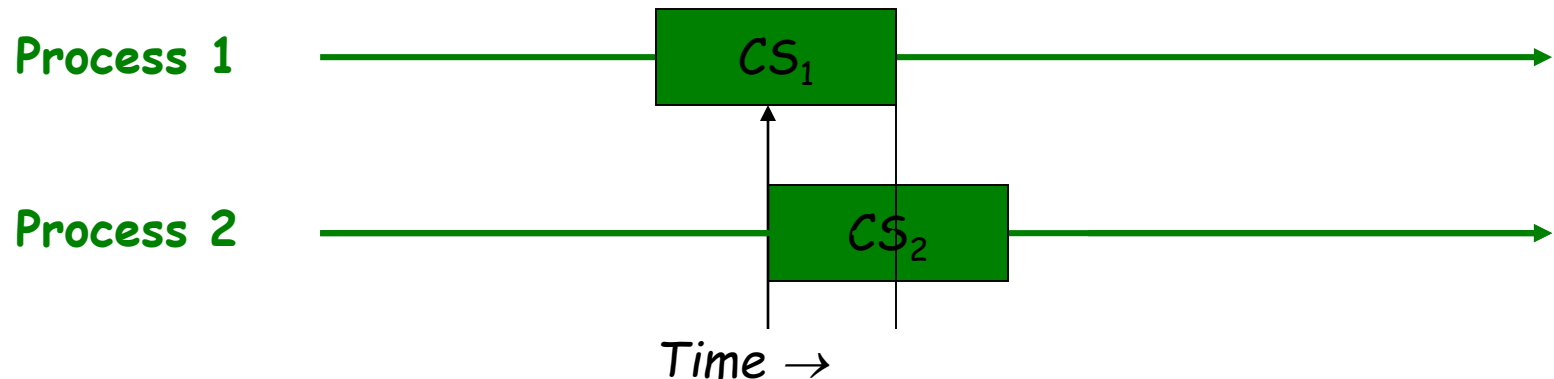 Process 1 CS₁
Process 2 CS₂
Time →